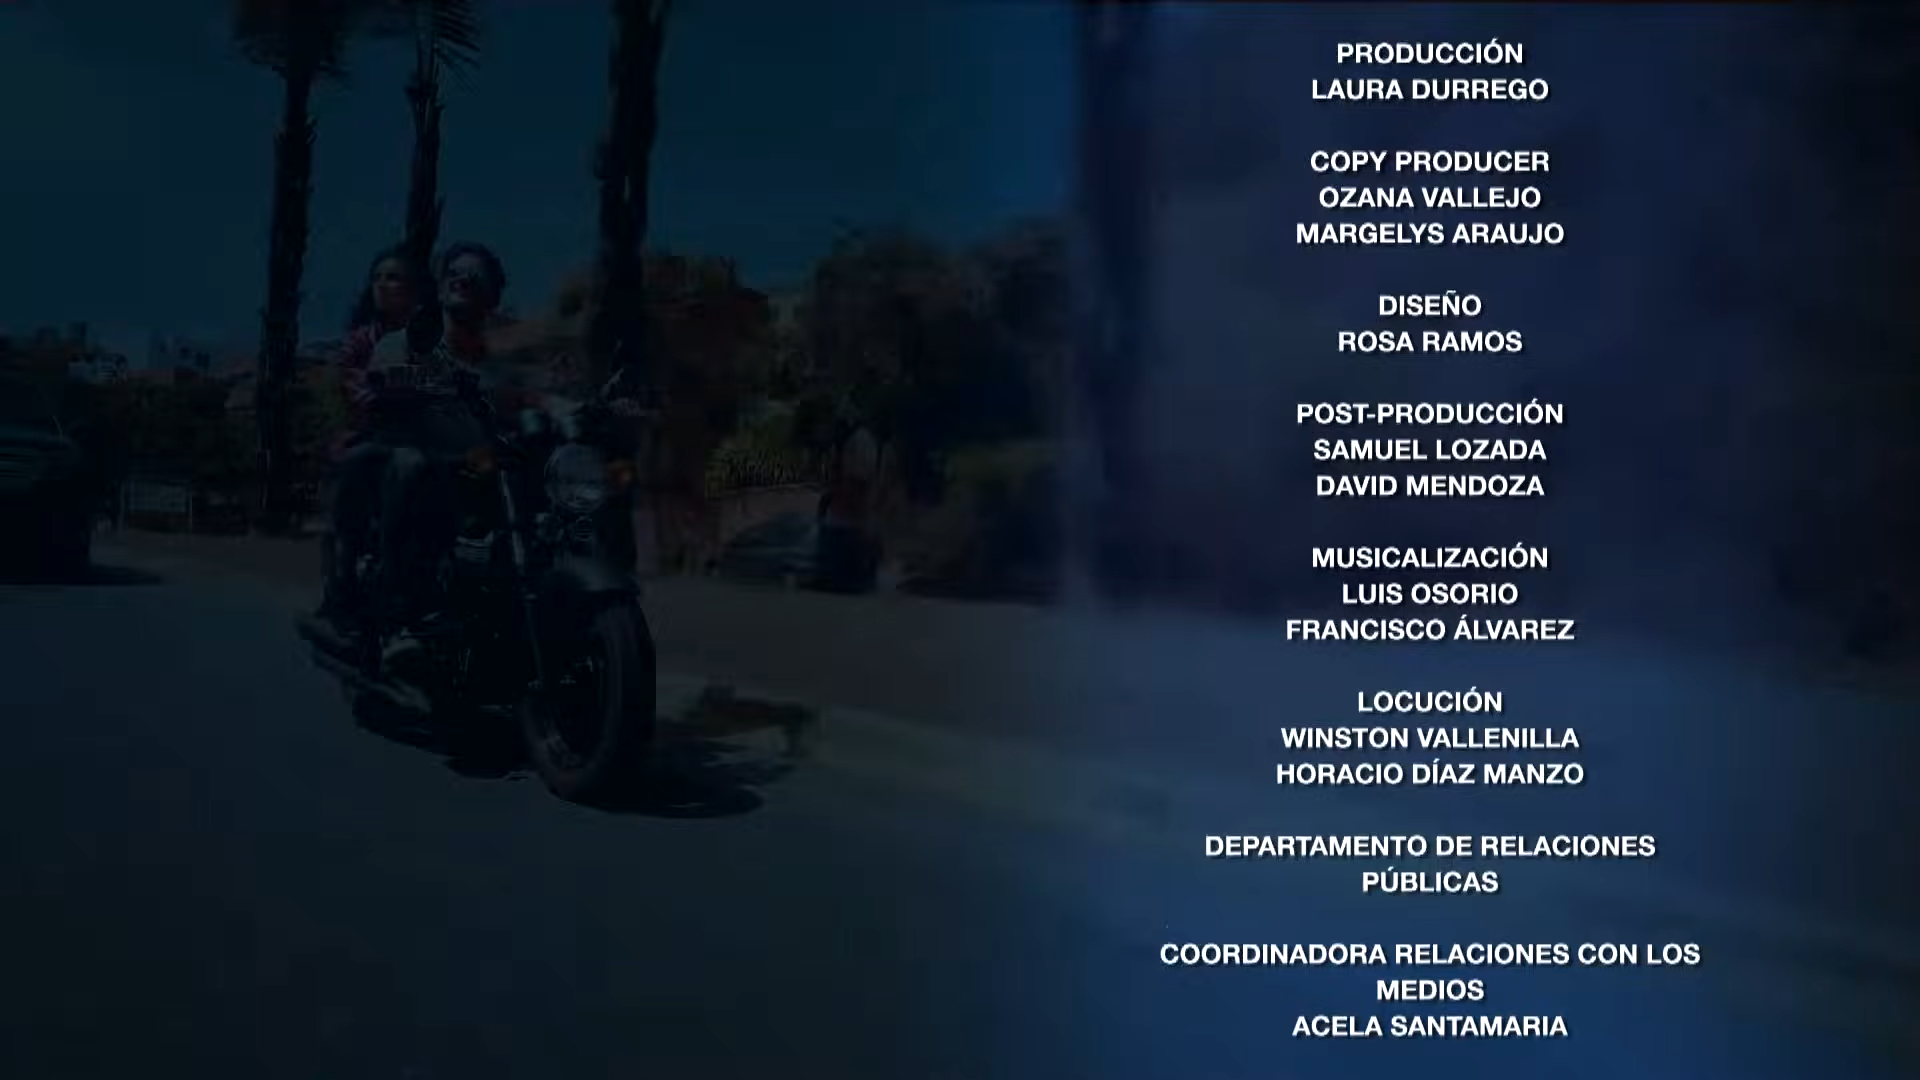 PRODUCCIÓN
LAURA DURREGO
COPY PRODUCER
OZANA VALLEJO
MARGELYS ARAUJO
DISEÑO
ROSA RAMOS
POST-PRODUCCIÓN
SAMUEL LOZADA
DAVID MENDOZA
MUSICALIZACIÓN
LUIS OSORIO
FRANCISCO ÁLVAREZ
LOCUCIÓN
WINSTON VALLENILLA
HORACIO DÍAZ MANZO
DEPARTAMENTO DE RELACIONES
PÚBLICAS
COORDINADORA RELACIONES CON LOS
MEDIOS
ACELA SANTAMARIA